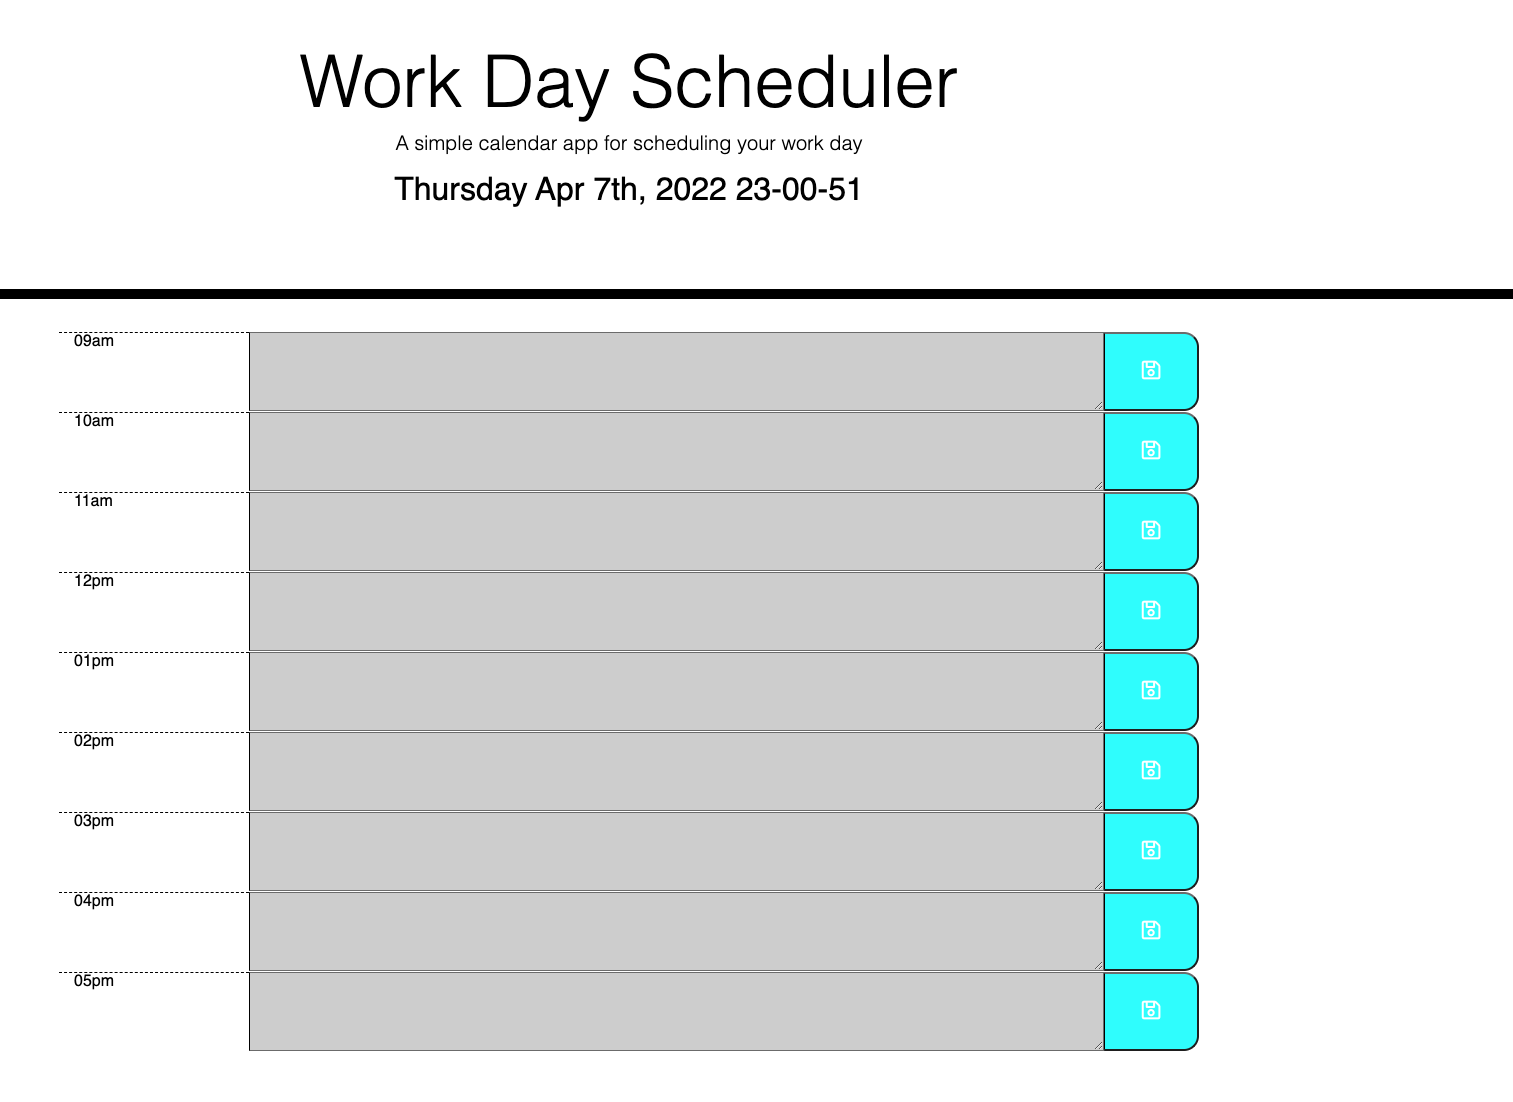 Work Day Scheduler
A simple calendar app for scheduling your work day
Thursday Apr 7th, 2022 23-00-51
09am
10am
11am
12pm
01pm
02pm
03pm
04pm
05pm